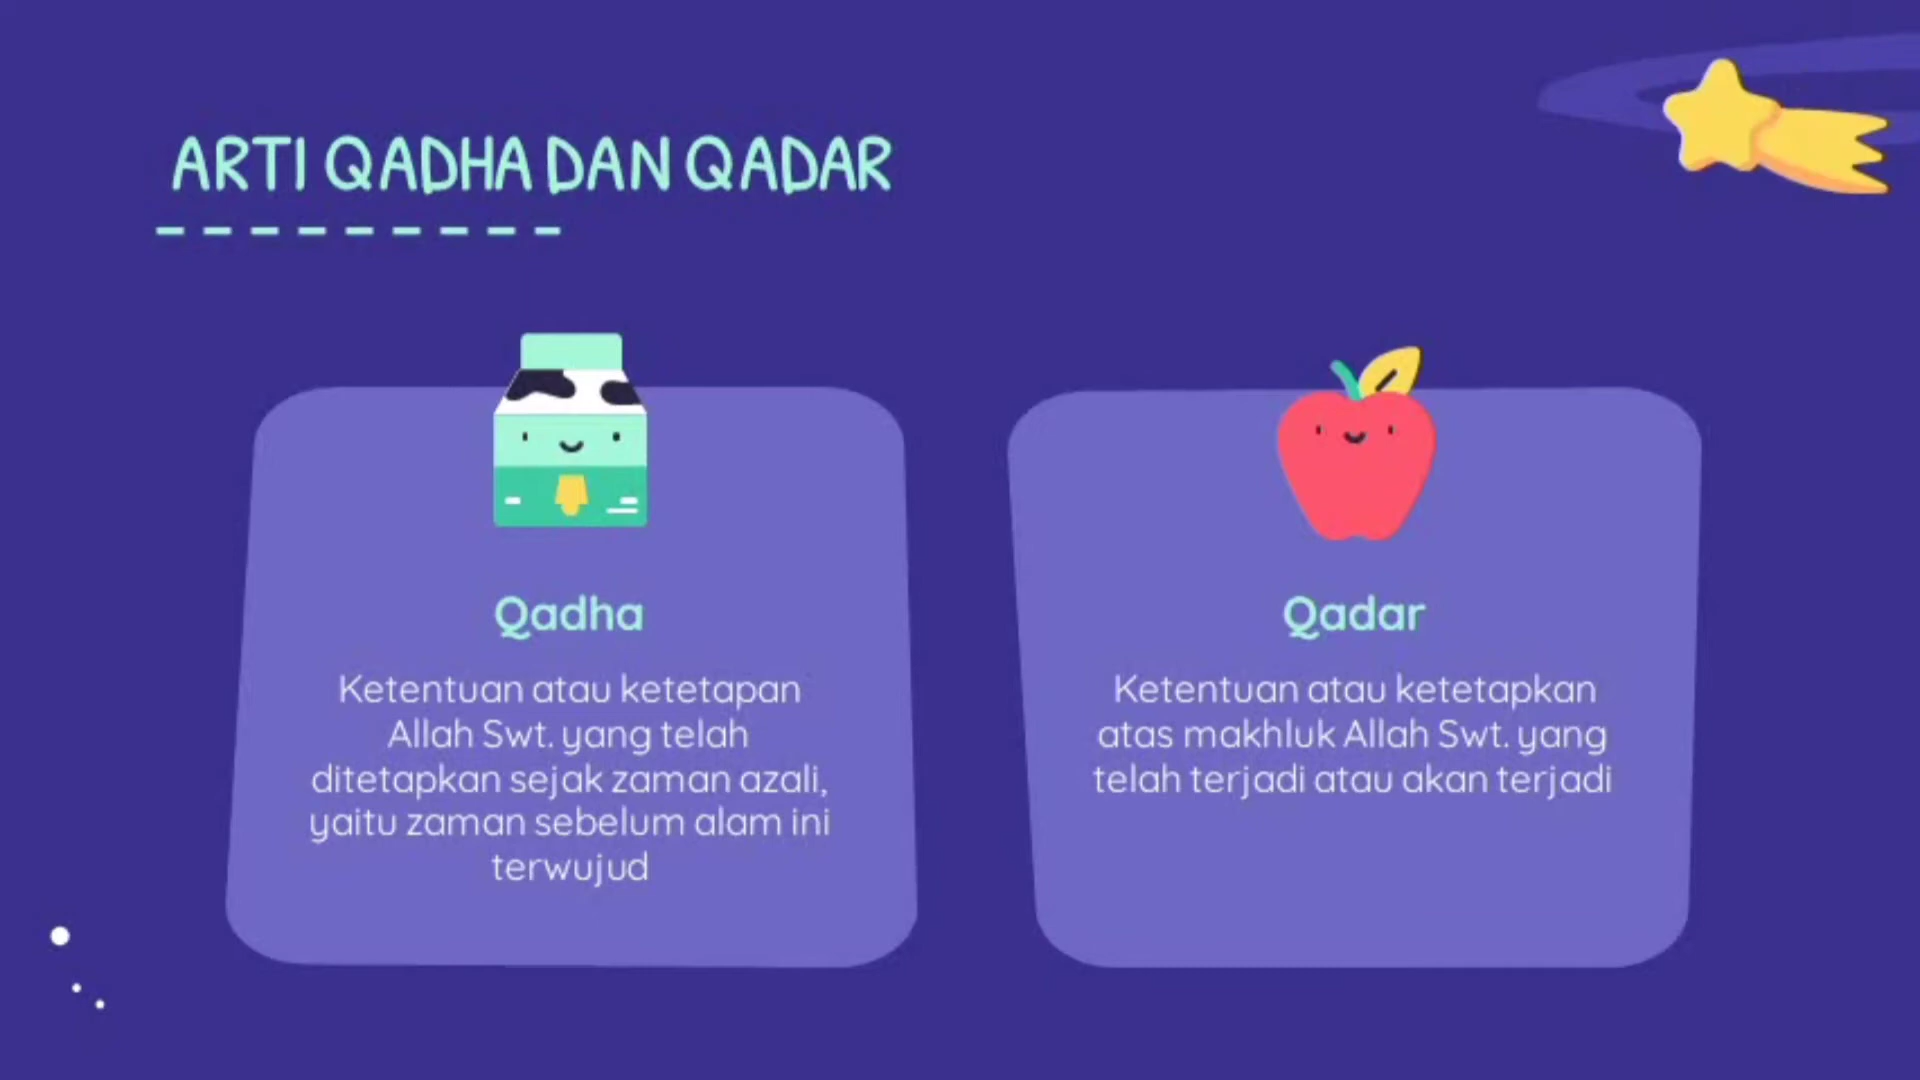 ARTI QADHA DAN QADAR
Qadha
Ketentuan atau ketetapan
Allah Swt. yang telah
ditetapkan sejak zaman azali,
yaitu zaman sebelum alam ini
terwujud
Qadar
Ketentuan atau ketetapkan
atas makhluk Allah Swt. yang
telah terjadi atau akan terjadi